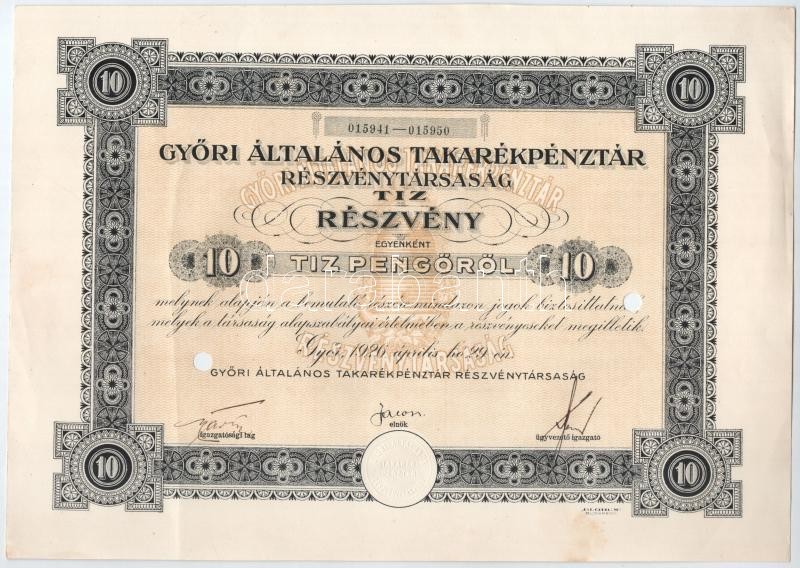 10
10
015941—015950
GYŐRI ÁLTALÁNOS TAKARÉKPÉNZTÁR
RÉSZVÉNYTÁRSASÁG
TIZ
RÉSZVÉNY
EGYENKÉNT
10 TIZ PENGŐRŐL 10
melynek alapján a bemutató részére mindazon jogok biztosíttatnak
melyek a társaság alapszabályai értelmében a részvényeseket megilletik.
Győr, 1926 április hó 29-én.
GYŐRI ÁLTALÁNOS TAKARÉKPÉNZTÁR RÉSZVÉNYTÁRSASÁG
igazgatósági tag
elnök
ügyvezető igazgató
10
10
BUDAPEST